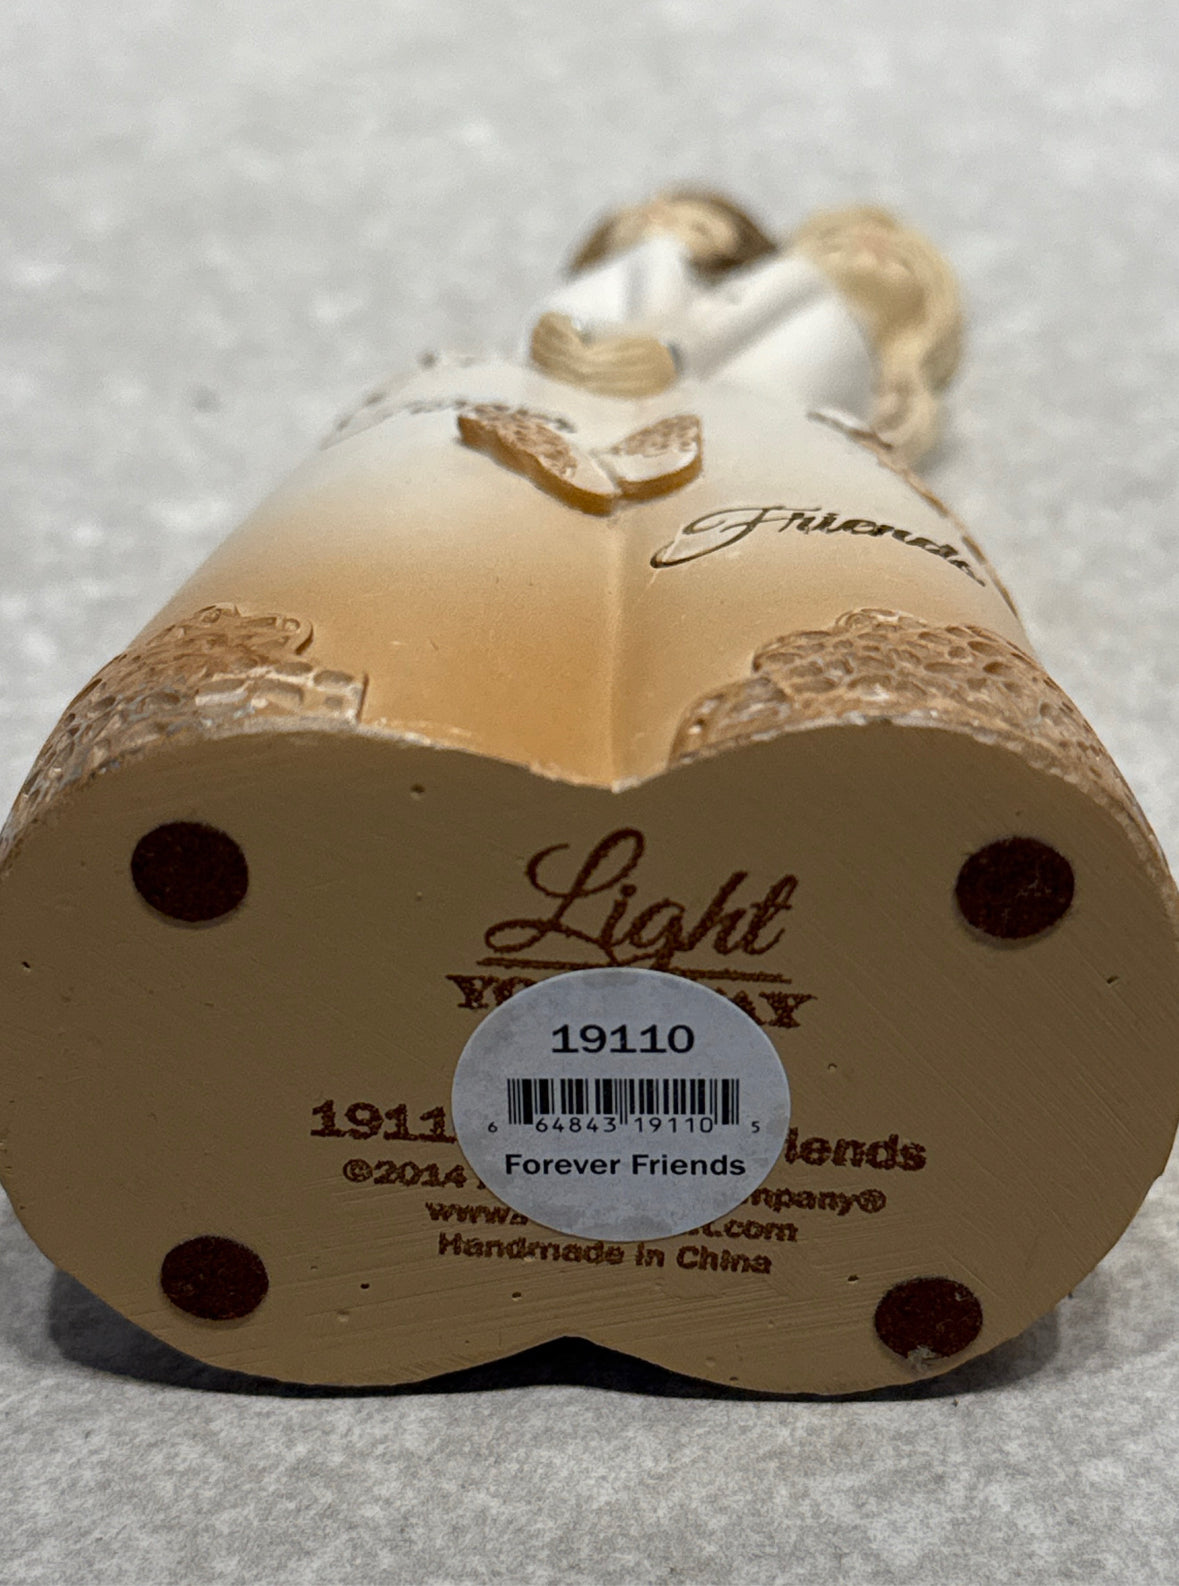 Friends
Light
19110
6 64843 19110 5
Forever Friends
1911 iends
©2014 mpany®
www. t.com
Handmade in China